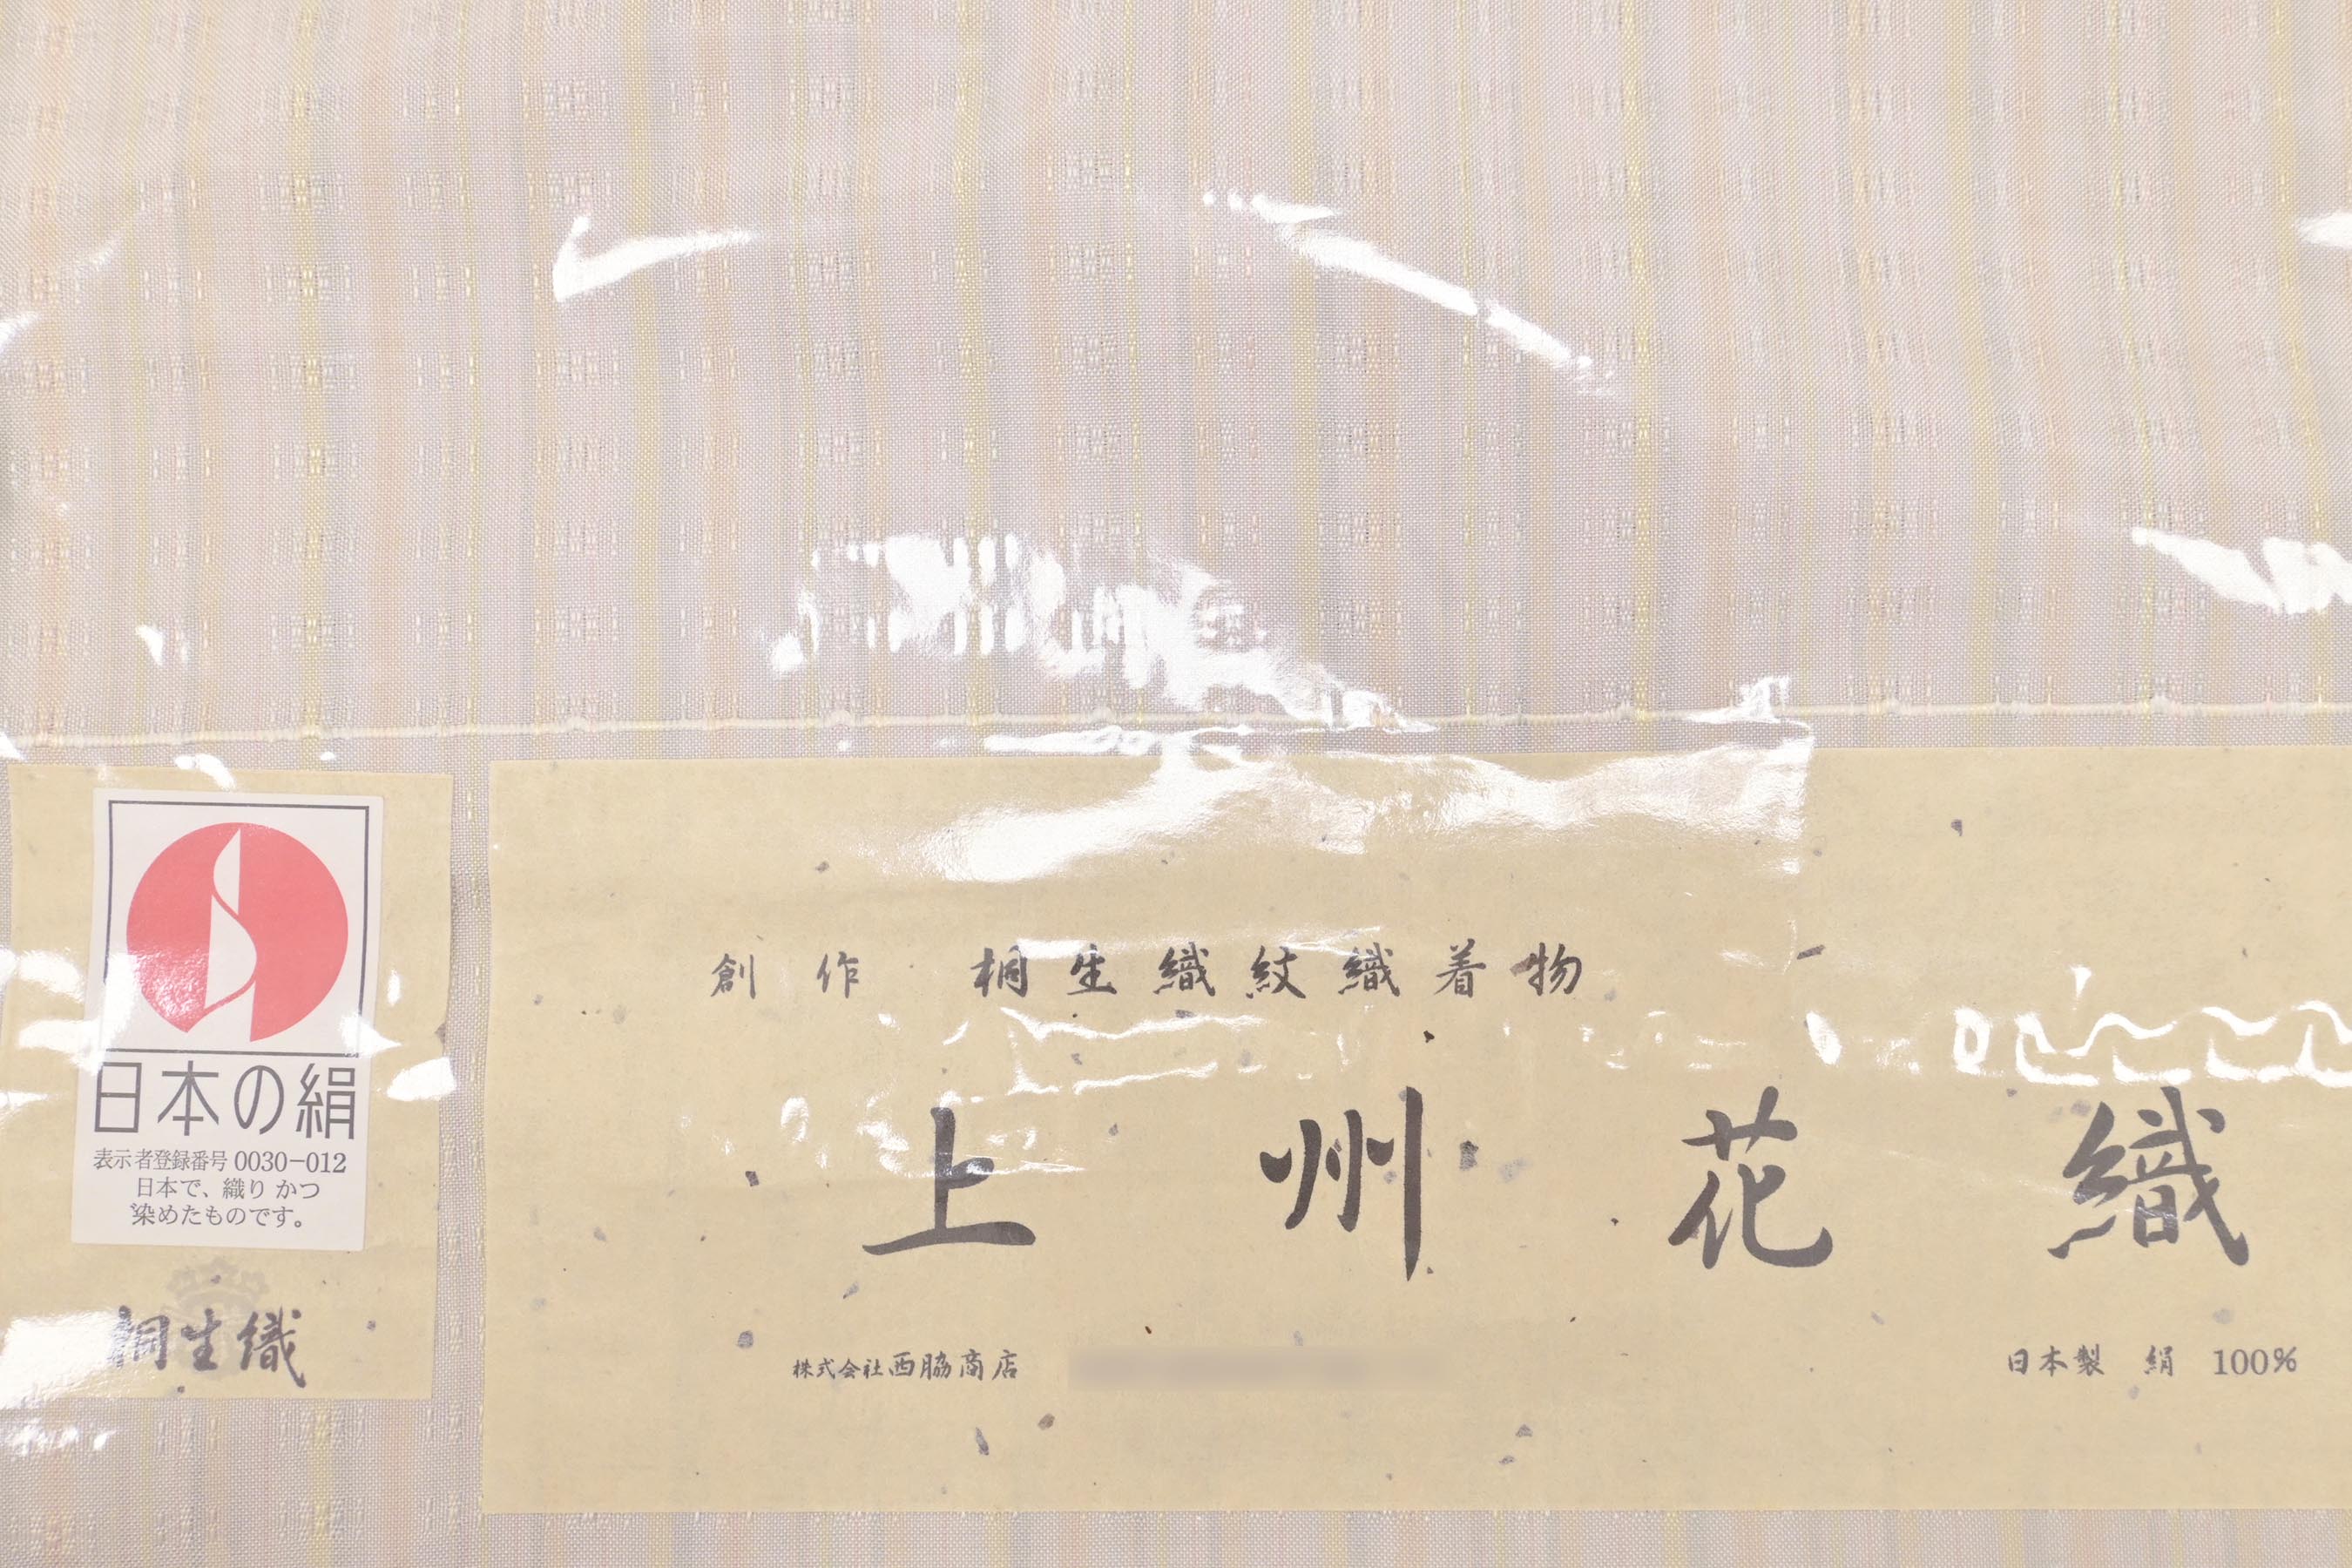 日本の絹
表示者登録番号 0030-012
日本で、織り かつ
染めたものです。
桐生織
創作 桐生織紋織着物
上州花織
株式会社西脇商店
日本製 絹 100%